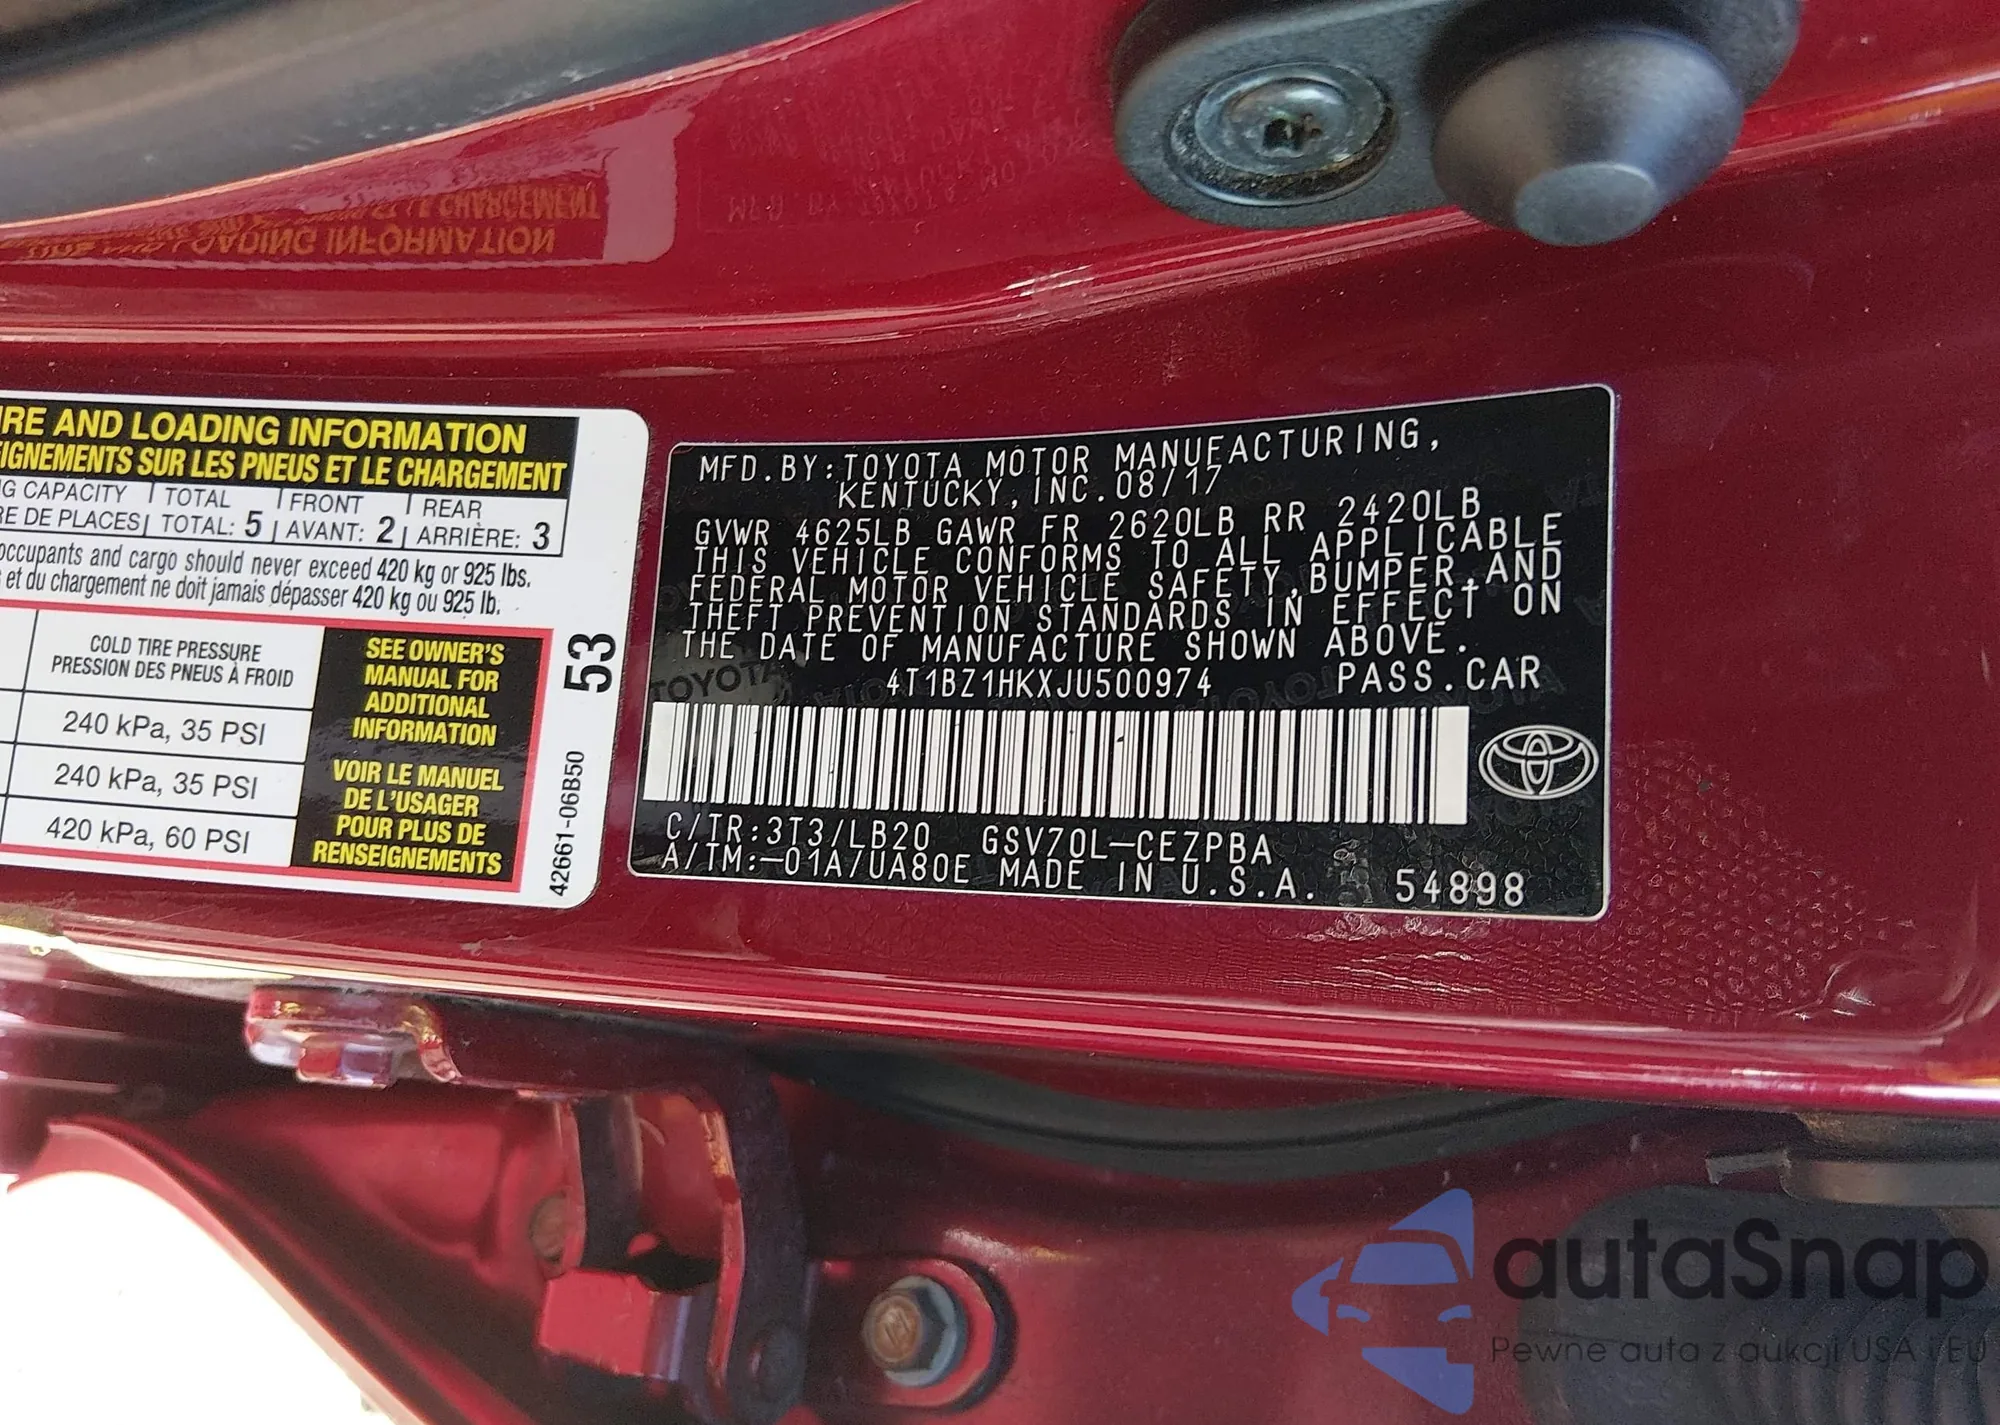 IRE AND LOADING INFORMATION
EIGNEMENTS SUR LES PNEUS ET LE CHARGEMENT
G CAPACITY TOTAL FRONT REAR
RE DE PLACES TOTAL: 5 AVANT: 2 ARRIÈRE: 3
occupants and cargo should never exceed 420 kg or 925 lbs.
et du chargement ne doit jamais dépasser 420 kg ou 925 lb.
COLD TIRE PRESSURE
PRESSION DES PNEUS À FROID
240 kPa, 35 PSI
240 kPa, 35 PSI
420 kPa, 60 PSI
SEE OWNER'S
MANUAL FOR
ADDITIONAL
INFORMATION
VOIR LE MANUEL
DE L'USAGER
POUR PLUS DE
RENSEIGNEMENTS
53
42661-06B50
MFD.BY:TOYOTA MOTOR MANUFACTURING,
KENTUCKY, INC. 08/17
GVWR 4625LB GAWR FR 2620LB RR 2420LB
THIS VEHICLE CONFORMS TO ALL APPLICABLE
FEDERAL MOTOR VEHICLE SAFETY, BUMPER, AND
THEFT PREVENTION STANDARDS IN EFFECT ON
THE DATE OF MANUFACTURE SHOWN ABOVE.
4T1BZ1HKXJU500974 PASS.CAR
TOYOTA
C/TR:3T3/LB20 GSV70L-CEZPBA
A/TM:-01A/UA80E MADE IN U.S.A. 54898
autaSnap
Pewne auta z aukcji USA i EU